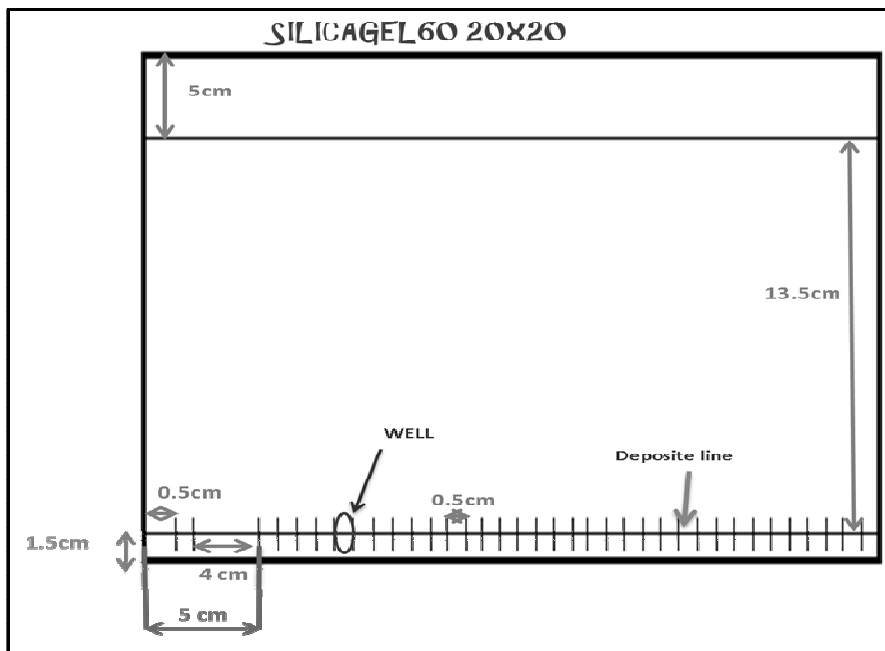 SILICAGEL60 20X20
5cm
13.5cm
WELL
Deposite line
0.5cm
0.5cm
1.5cm
4 cm
5 cm